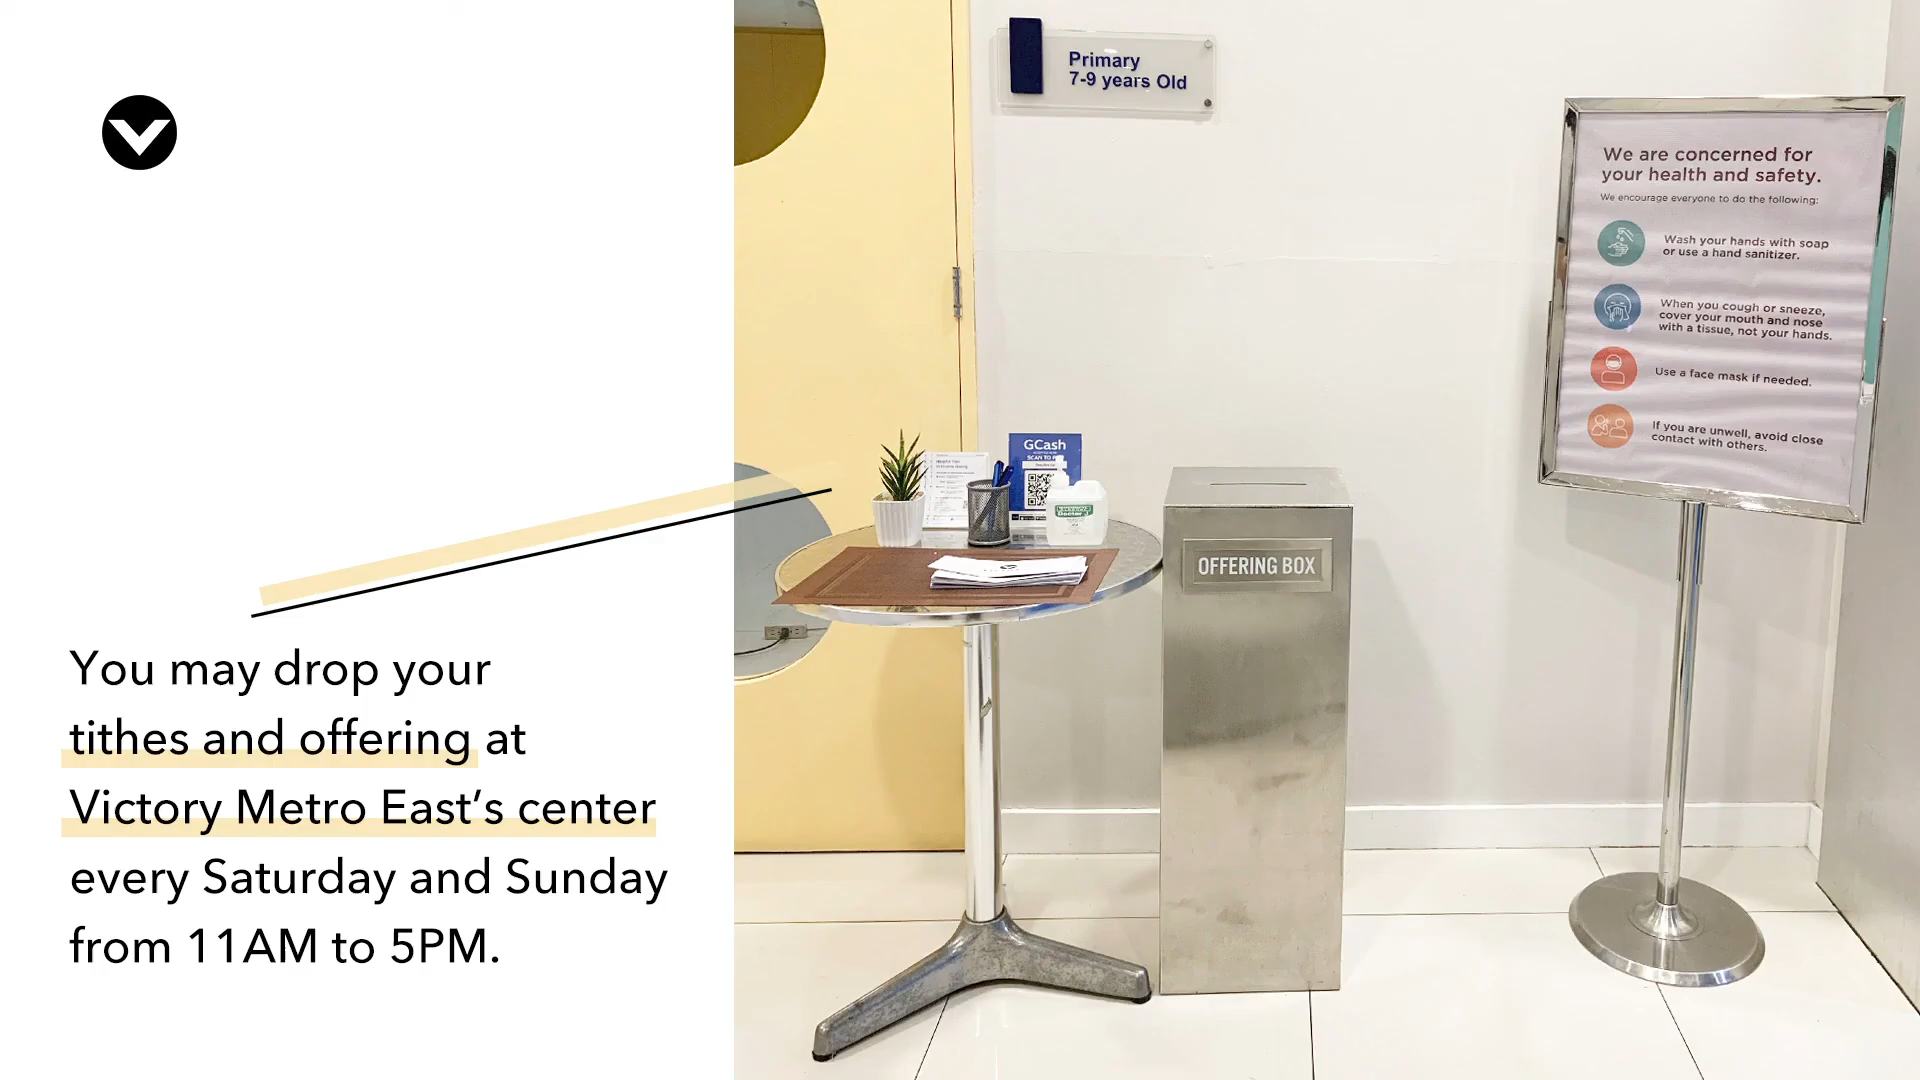 You may drop your
tithes and offering at
Victory Metro East’s center
every Saturday and Sunday
from 11AM to 5PM.
Primary
7-9 years Old
We are concerned for
your health and safety.
We encourage everyone to do the following:
Wash your hands with soap
or use a hand sanitizer.
When you cough or sneeze,
cover your mouth and nose
with a tissue, not your hands.
Use a face mask if needed.
If you are unwell, avoid close
contact with others.
GCash
SCAN TO
Doctor J
OFFERING BOX